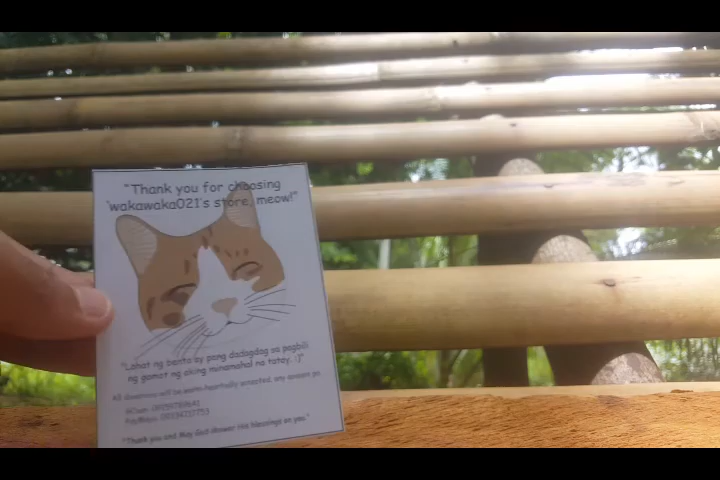 "Thank you for choosing
'wakawaka021's store, meow!"
"Lahat ng benta ay pang dadagdag sa pagbili
ng gamot ng aking minamahal na tatay. :)"
All donations will be warm-heartedly accepted, any amount po.
GCash:
PayMaya:
"Thank you and May God shower His blessings on you."